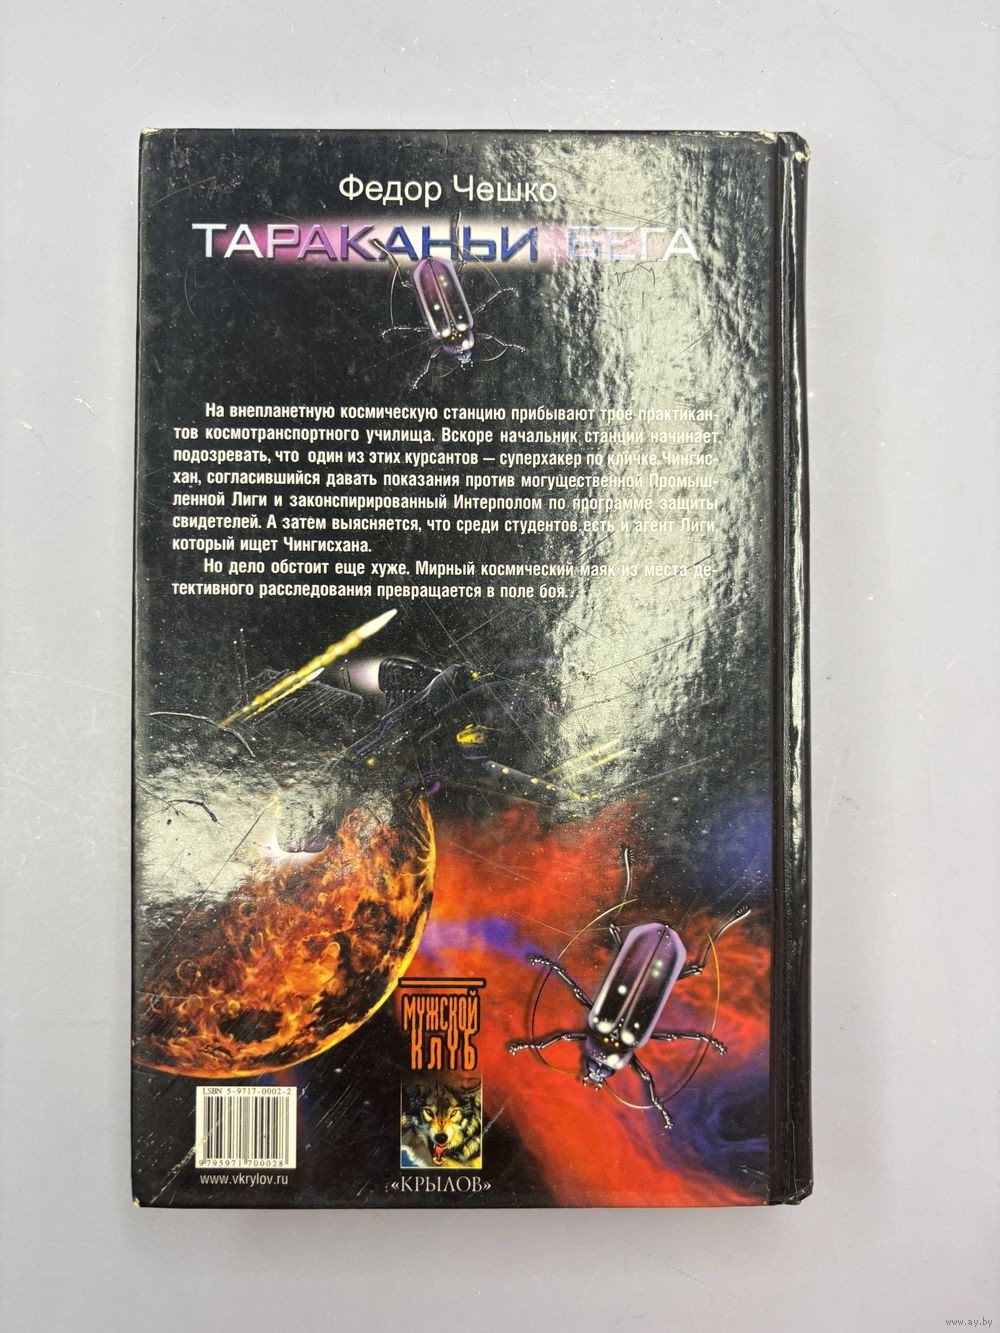 Федор Чешко
ТАРАКАНЬИ БЕГА
На внепланетную космическую станцию прибывают трое практикан-
тов космотранспортного училища. Вскоре начальник станции начинает
подозревать, что один из этих курсантов — суперхакер по кличке Чингис-
хан, согласившийся давать показания против могущественной Промыш-
ленной Лиги и законспирированный Интерполом по программе защиты
свидетелей. А затем выясняется, что среди студентов есть и агент Лиги,
который ищет Чингисхана.
Но дело обстоит еще хуже. Мирный космический маяк из места де-
тективного расследования превращается в поле боя...
МУЖСКОЙ
КЛУБ
ISBN 5-9717-0002-2
9795971700028
www.vkrylov.ru
«КРЫЛОВ»
www.ay.by